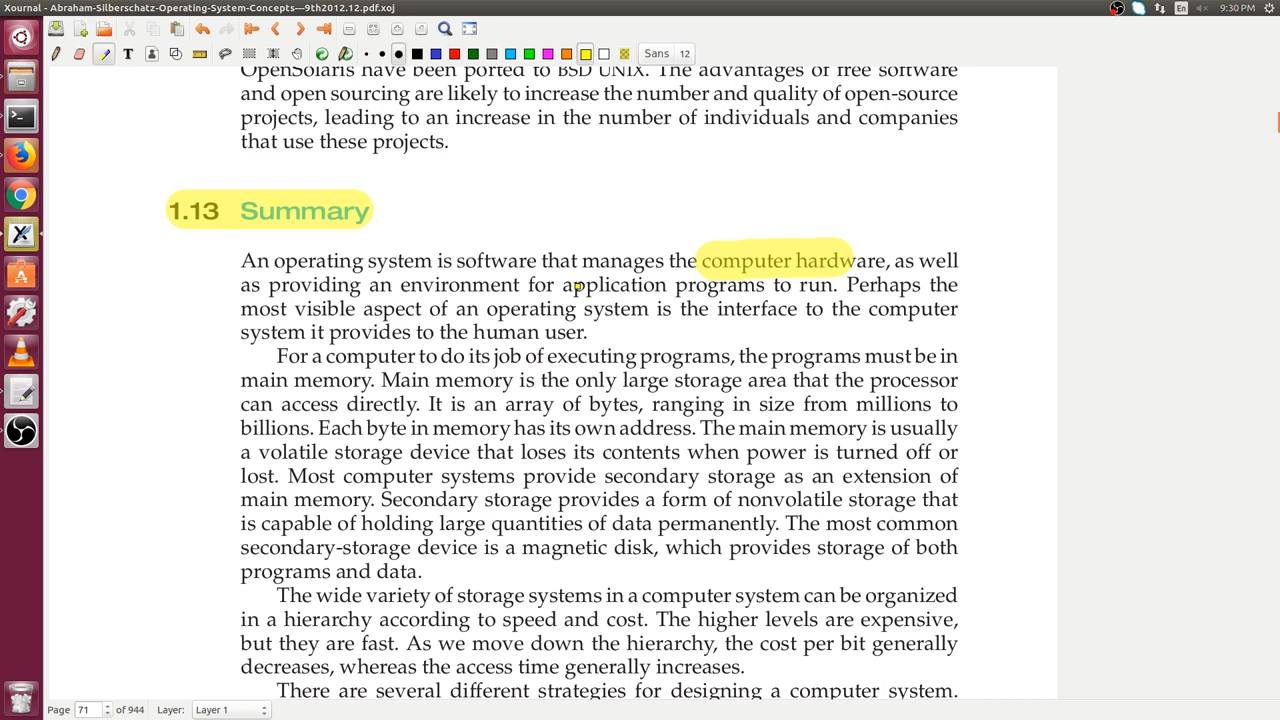 Xournal - Abraham-Silberschatz-Operating-System-Concepts---9th2012.12.pdf.xoj
En
9:30 PM
T
Sans 12
OpenSolaris have been ported to BSD UNIX. The advantages of free software
and open sourcing are likely to increase the number and quality of open-source
projects, leading to an increase in the number of individuals and companies
that use these projects.
1.13 Summary
An operating system is software that manages the computer hardware, as well
as providing an environment for application programs to run. Perhaps the
most visible aspect of an operating system is the interface to the computer
system it provides to the human user.
For a computer to do its job of executing programs, the programs must be in
main memory. Main memory is the only large storage area that the processor
can access directly. It is an array of bytes, ranging in size from millions to
billions. Each byte in memory has its own address. The main memory is usually
a volatile storage device that loses its contents when power is turned off or
lost. Most computer systems provide secondary storage as an extension of
main memory. Secondary storage provides a form of nonvolatile storage that
is capable of holding large quantities of data permanently. The most common
secondary-storage device is a magnetic disk, which provides storage of both
programs and data.
The wide variety of storage systems in a computer system can be organized
in a hierarchy according to speed and cost. The higher levels are expensive,
but they are fast. As we move down the hierarchy, the cost per bit generally
decreases, whereas the access time generally increases.
There are several different strategies for designing a computer system.
Page 71 of 944 Layer: Layer 1